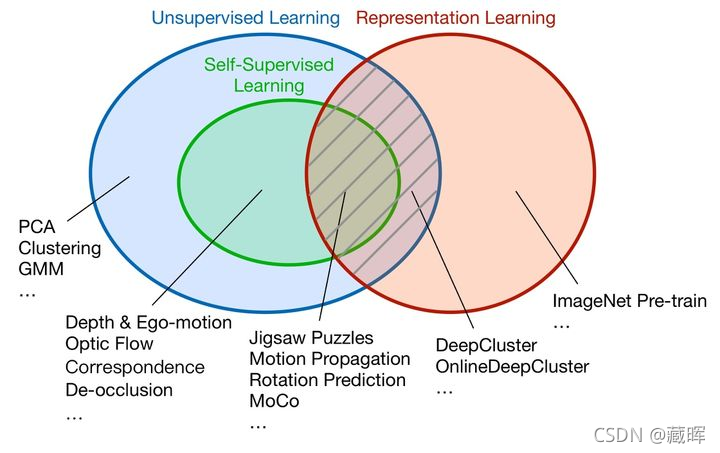 Unsupervised Learning
Representation Learning
Self-Supervised
Learning
PCA
Clustering
GMM
…
Depth & Ego-motion
Optic Flow
Correspondence
De-occlusion
…
Jigsaw Puzzles
Motion Propagation
Rotation Prediction
MoCo
…
DeepCluster
OnlineDeepCluster
…
ImageNet Pre-train
…
CSDN @藏晖